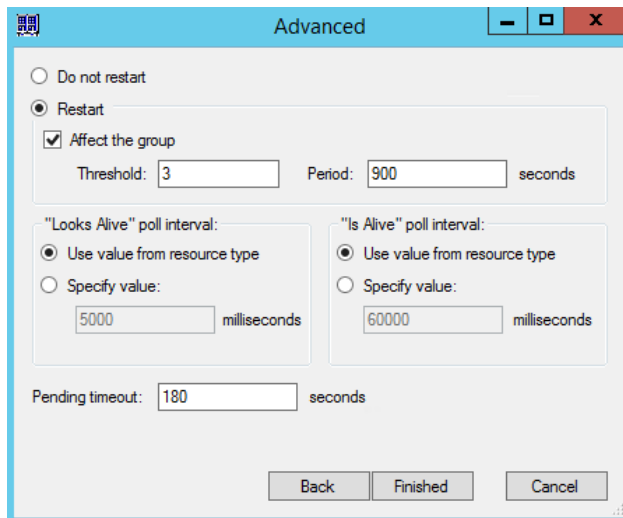 Advanced
Do not restart
Restart
Affect the group
Threshold: 3 Period: 900 seconds
"Looks Alive" poll interval: "Is Alive" poll interval:
Use value from resource type Use value from resource type
Specify value: Specify value:
5000 milliseconds 60000 milliseconds
Pending timeout: 180 seconds
Back Finished Cancel